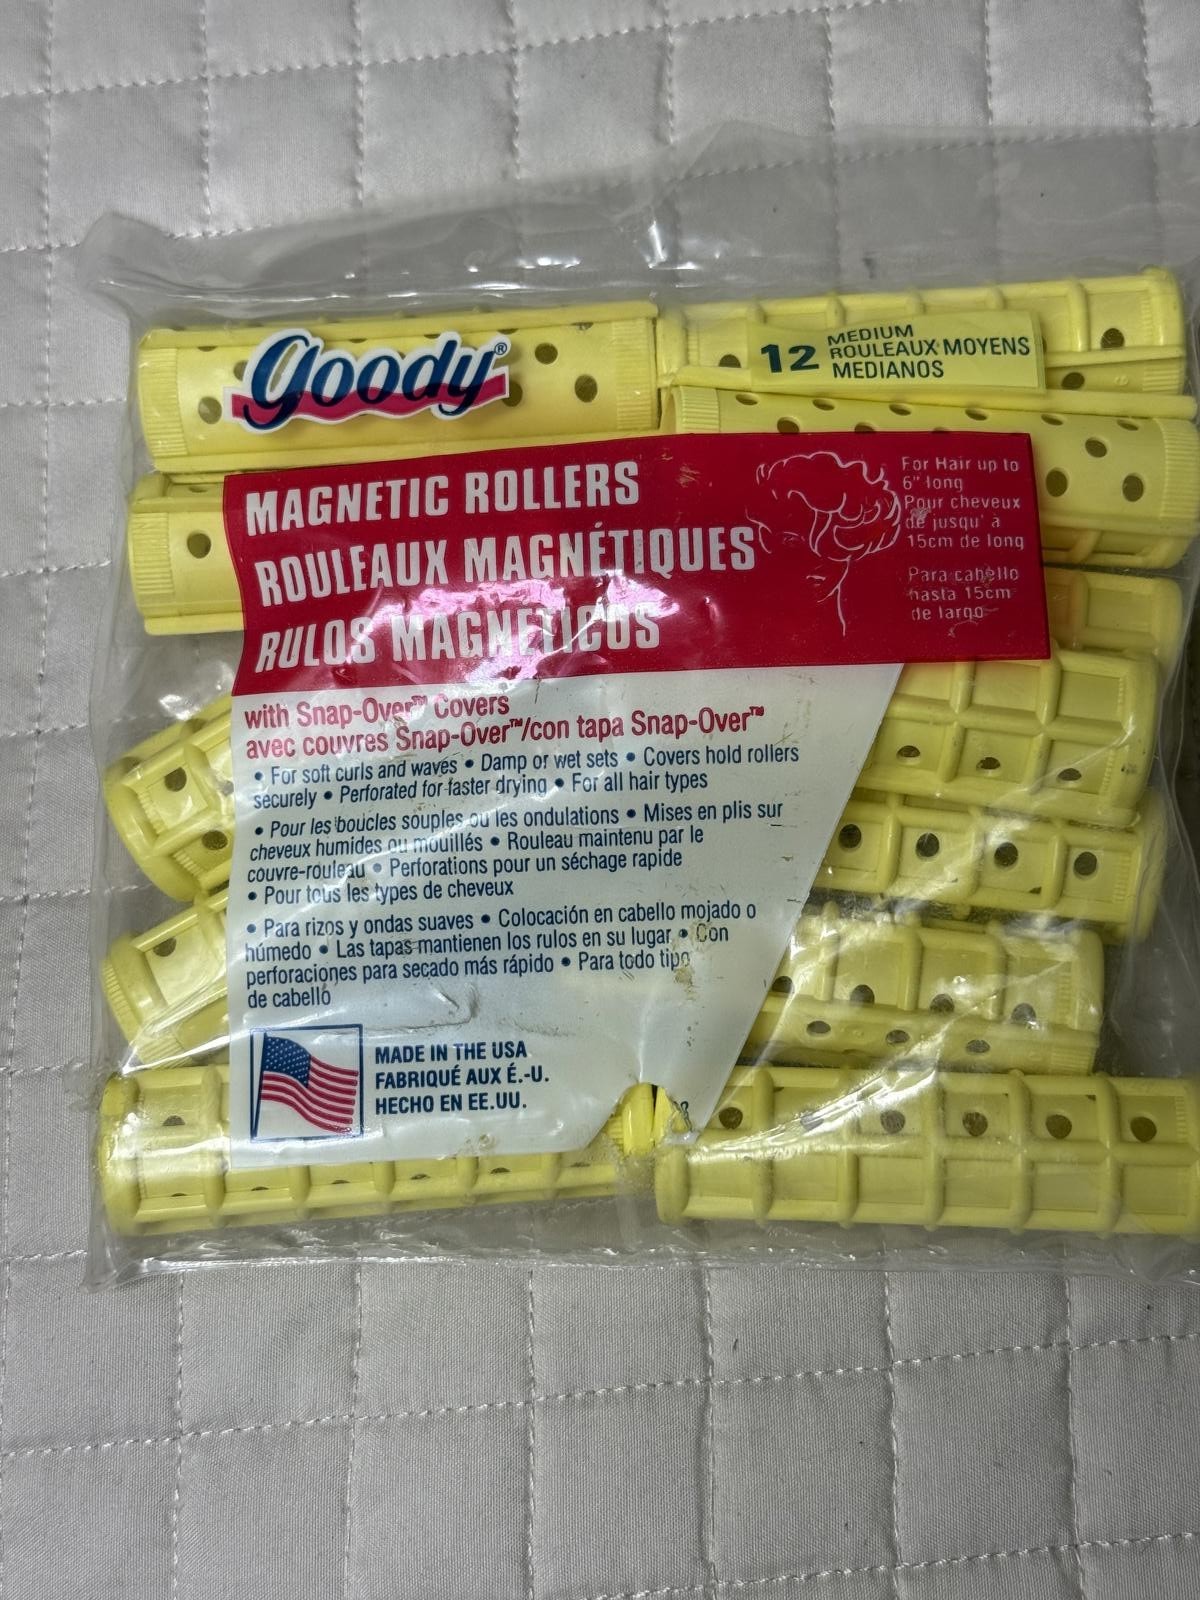 goody®
12 MEDIUM
ROULEAUX MOYENS
MEDIANOS
MAGNETIC ROLLERS
ROULEAUX MAGNÉTIQUES
RULOS MAGNETICOS
For Hair up to
6" long
Pour cheveux
de jusqu' à
15cm de long
Para cabello
hasta 15cm
de largo
with Snap-Over™ Covers
avec couvres Snap-Over™/con tapa Snap-Over™
• For soft curls and waves • Damp or wet sets • Covers hold rollers
securely • Perforated for faster drying • For all hair types
• Pour les boucles souples ou les ondulations • Mises en plis sur
cheveux humides ou mouillés • Rouleau maintenu par le
couvre-rouleau • Perforations pour un séchage rapide
• Pour tous les types de cheveux
• Para rizos y ondas suaves • Colocación en cabello mojado o
húmedo • Las tapas mantienen los rulos en su lugar • Con
perforaciones para secado más rápido • Para todo tipo
de cabello
MADE IN THE USA
FABRIQUÉ AUX É.-U.
HECHO EN EE.UU.